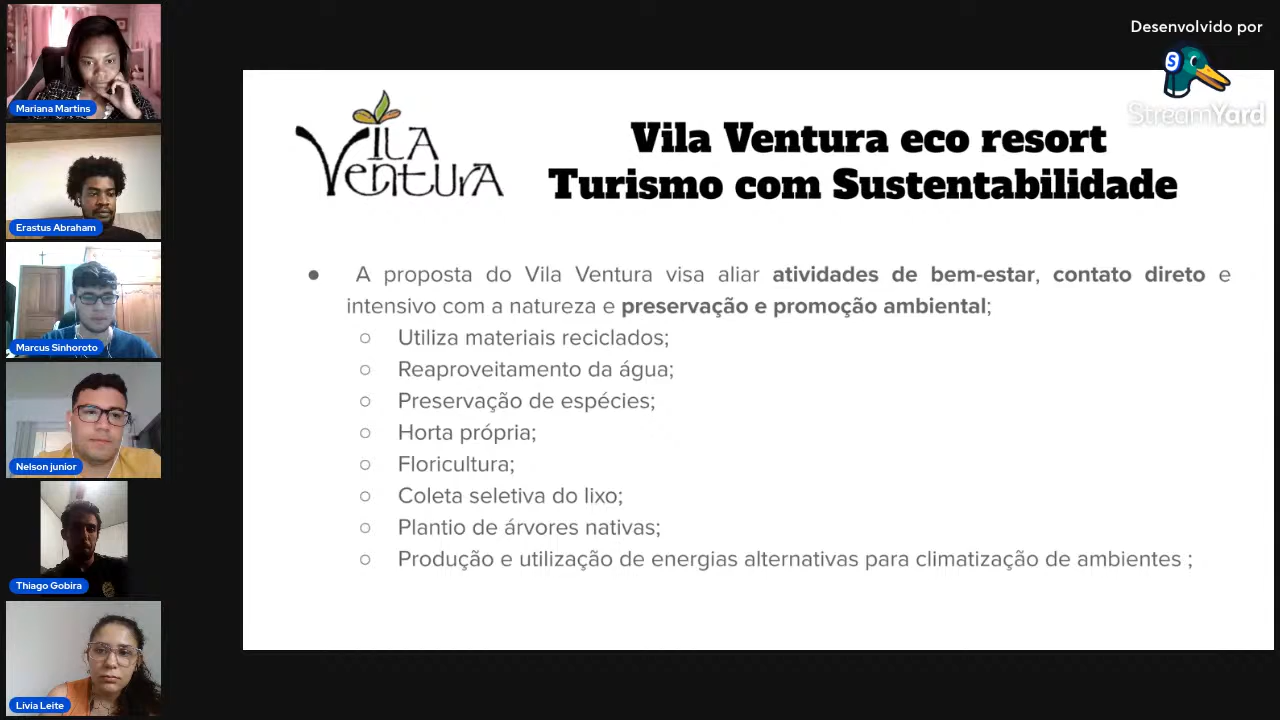 Desenvolvido por
StreamYard
Mariana Martins
Erastus Abraham
Marcus Sinhoroto
Nelson junior
Thiago Gobira
Lívia Leite
VILA
VENTURA
Vila Ventura eco resort
Turismo com Sustentabilidade
● A proposta do Vila Ventura visa aliar atividades de bem-estar, contato direto e
intensivo com a natureza e preservação e promoção ambiental;
○ Utiliza materiais reciclados;
○ Reaproveitamento da água;
○ Preservação de espécies;
○ Horta própria;
○ Floricultura;
○ Coleta seletiva do lixo;
○ Plantio de árvores nativas;
○ Produção e utilização de energias alternativas para climatização de ambientes ;